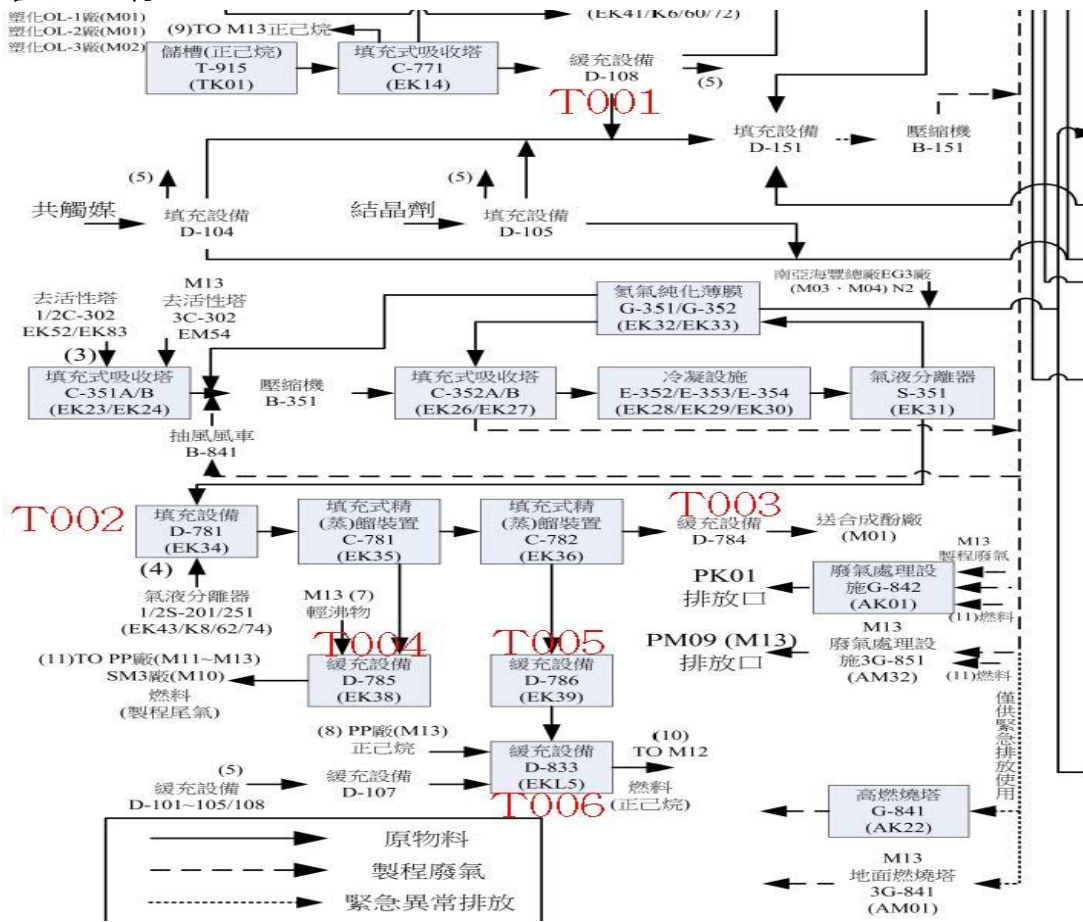 塑化OL-1廠(M01)
塑化OL-2廠(M01)
塑化OL-3廠(M02)
(9)TO M13正己烷
(EK41/K6/60/72)
儲槽(正己烷)
T-915
(TK01)
填充式吸收塔
C-771
(EK14)
緩充設備
D-108
(5)
T001
填充設備
D-151
壓縮機
B-151
(5)
(5)
共觸媒
填充設備
D-104
結晶劑
填充設備
D-105
南亞海豐總廠EG3廠
(M03、M04) N2
去活性塔
1/2C-302
EK52/EK83
M13
去活性塔
3C-302
EM54
氮氣純化薄膜
G-351/G-352
(EK32/EK33)
(3)
填充式吸收塔
C-351A/B
(EK23/EK24)
壓縮機
B-351
填充式吸收塔
C-352A/B
(EK26/EK27)
冷凝設施
E-352/E-353/E-354
(EK28/EK29/EK30)
氣液分離器
S-351
(EK31)
抽風風車
B-841
T002
填充設備
D-781
(EK34)
填充式精
(蒸)餾裝置
C-781
(EK35)
填充式精
(蒸)餾裝置
C-782
(EK36)
T003
緩充設備
D-784
送合成酚廠
(M01)
(4)
氣液分離器
1/2S-201/251
(EK43/K8/62/74)
M13 (7)
輕沸物
T004
緩充設備
D-785
(EK38)
T005
緩充設備
D-786
(EK39)
PK01
排放口
廢氣處理設
施G-842
(AK01)
M13
製程廢氣
(11)燃料
PM09 (M13)
排放口
M13
廢氣處理設
施3G-851
(AM32)
(11)燃料
(11)TO PP廠(M11~M13)
SM3廠(M10)
燃料
(製程尾氣)
僅供緊急排放使用
(8) PP廠(M13)
正己烷
緩充設備
D-833
(EKL5)
(10)
TO M12
燃料
(正己烷)
(5)
緩充設備
D-101~105/108
緩充設備
D-107
T006
高燃燒塔
G-841
(AK22)
M13
地面燃燒塔
3G-841
(AM01)
原物料
製程廢氣
緊急異常排放